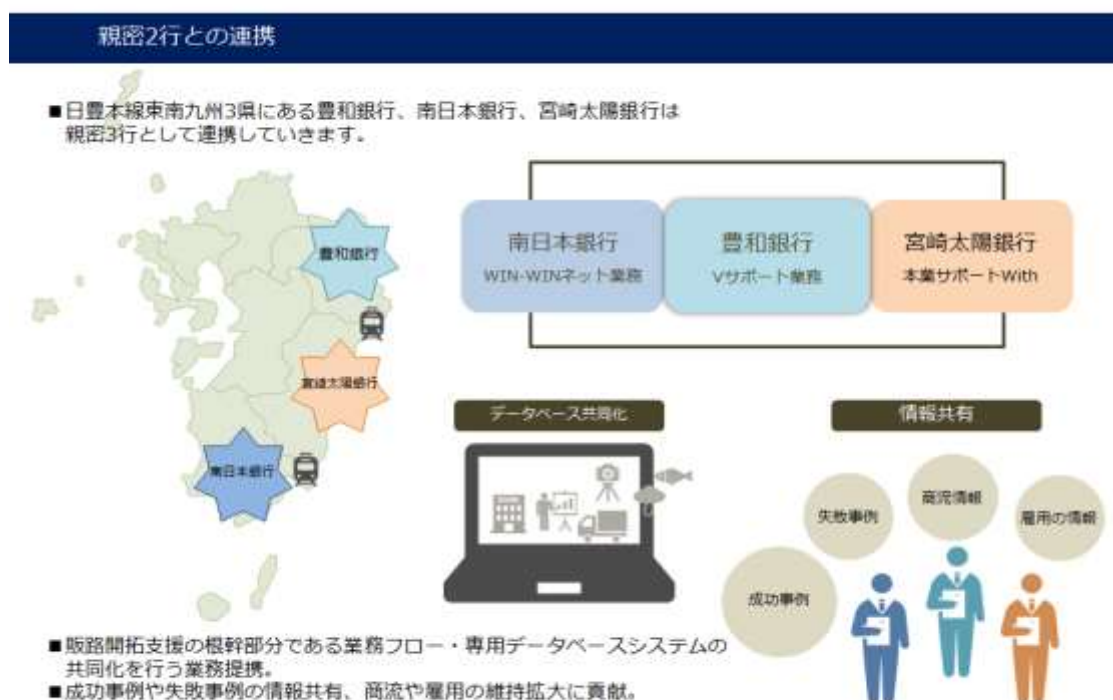 親密2行との連携
■日豊本線東南九州3県にある豊和銀行、南日本銀行、宮崎太陽銀行は
親密3行として連携していきます。
豊和銀行
宮崎太陽銀行
南日本銀行
南日本銀行
WIN-WINネット業務
豊和銀行
Vサポート業務
宮崎太陽銀行
本業サポートWith
データベース共同化
情報共有
成功事例
失敗事例
商流情報
雇用の情報
■販路開拓支援の根幹部分である業務フロー・専用データベースシステムの
共同化を行う業務提携。
■成功事例や失敗事例の情報共有、商流や雇用の維持拡大に貢献。